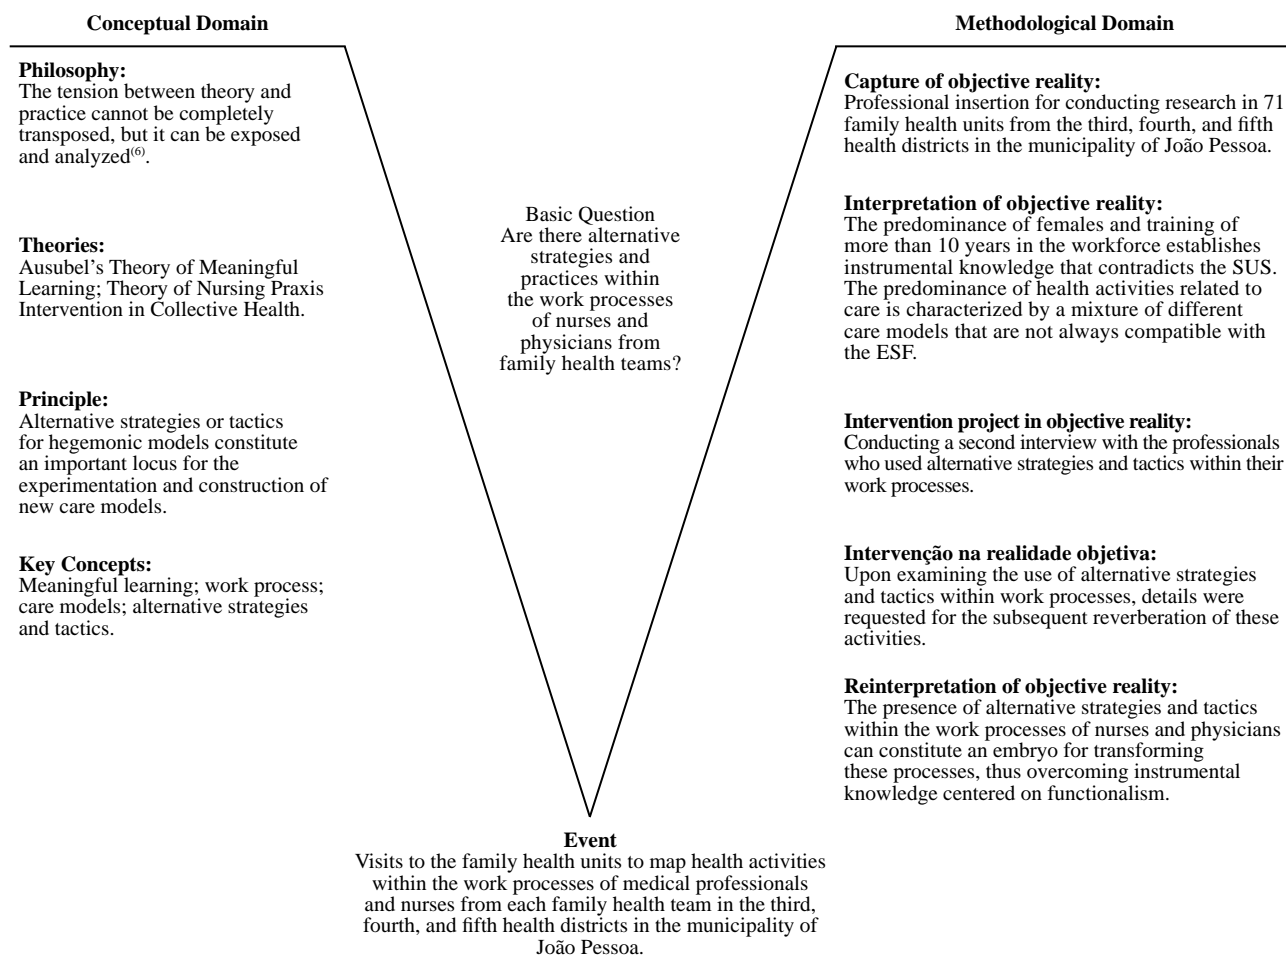 Conceptual Domain
Philosophy:
The tension between theory and
practice cannot be completely
transposed, but it can be exposed
and analyzed(6).
Theories:
Ausubel's Theory of Meaningful
Learning; Theory of Nursing Praxis
Intervention in Collective Health.
Principle:
Alternative strategies or tactics
for hegemonic models constitute
an important locus for the
experimentation and construction of
new care models.
Key Concepts:
Meaningful learning; work process;
care models; alternative strategies
and tactics.
Basic Question
Are there alternative
strategies and
practices within
the work processes
of nurses and
physicians from
family health teams?
Methodological Domain
Capture of objective reality:
Professional insertion for conducting research in 71
family health units from the third, fourth, and fifth
health districts in the municipality of João Pessoa.
Interpretation of objective reality:
The predominance of females and training of
more than 10 years in the workforce establishes
instrumental knowledge that contradicts the SUS.
The predominance of health activities related to
care is characterized by a mixture of different
care models that are not always compatible with
the ESF.
Intervention project in objective reality:
Conducting a second interview with the professionals
who used alternative strategies and tactics within their
work processes.
Intervenção na realidade objetiva:
Upon examining the use of alternative strategies
and tactics within work processes, details were
requested for the subsequent reverberation of these
activities.
Reinterpretation of objective reality:
The presence of alternative strategies and tactics
within the work processes of nurses and physicians
can constitute an embryo for transforming
these processes, thus overcoming instrumental
knowledge centered on functionalism.
Event
Visits to the family health units to map health activities
within the work processes of medical professionals
and nurses from each family health team in the third,
fourth, and fifth health districts in the municipality of
João Pessoa.